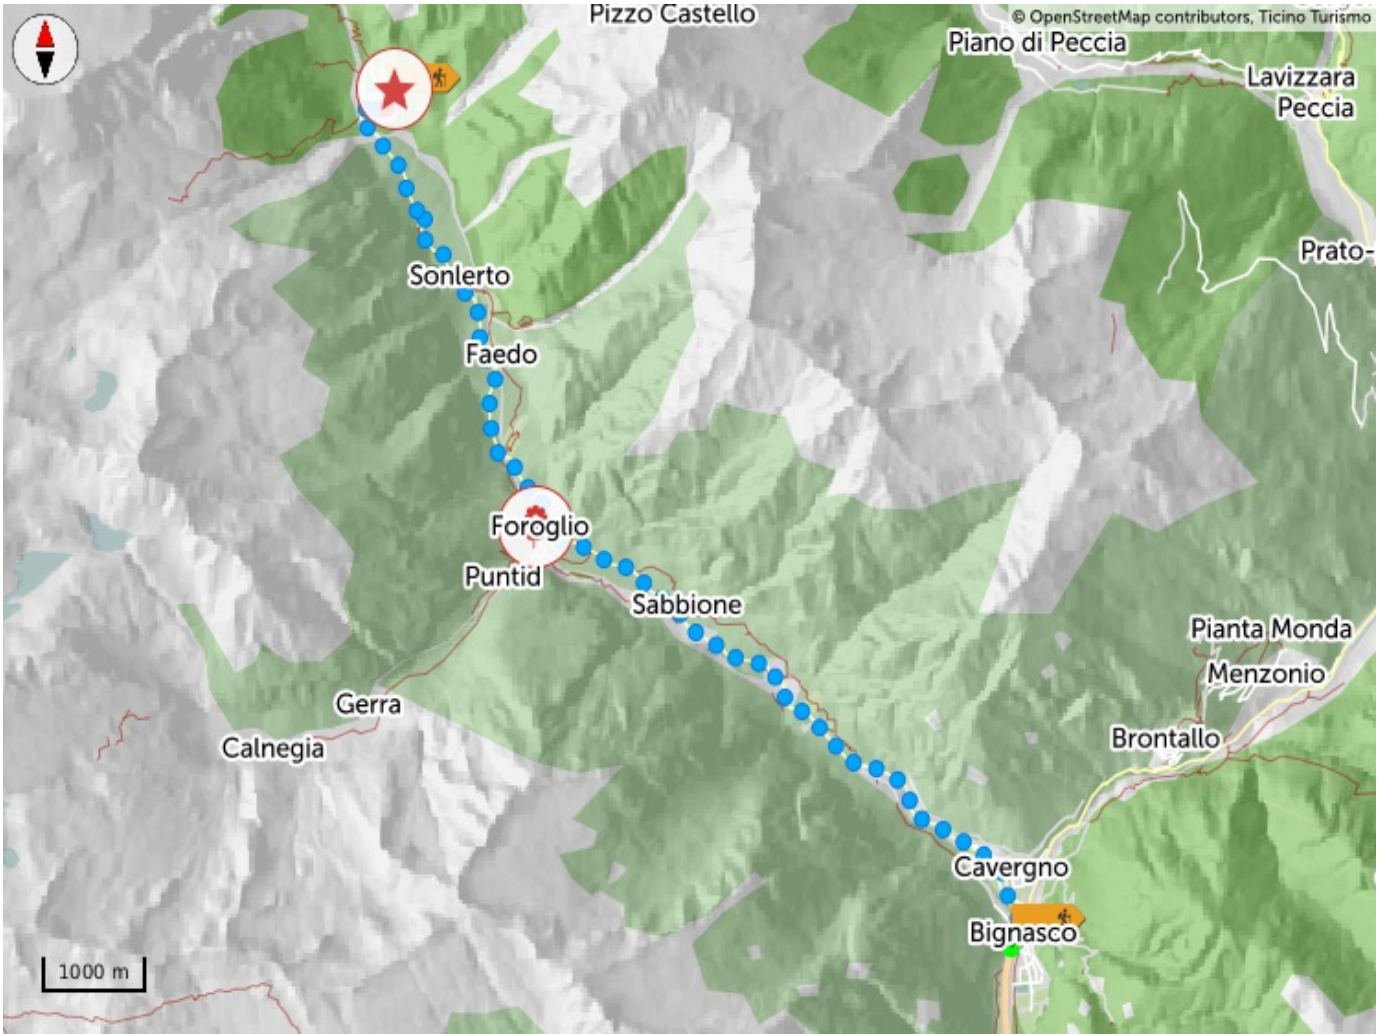 Pizzo Castello
© OpenStreetMap contributors, Ticino Turismo
Piano di Peccia
Lavizzara
Peccia
Prato-
Sonlerto
Faedo
Foroglio
Puntid
Sabbione
Pianta Monda
Menzonio
Gerra
Brontallo
Calnegia
Cavergno
Bignasco
1000 m